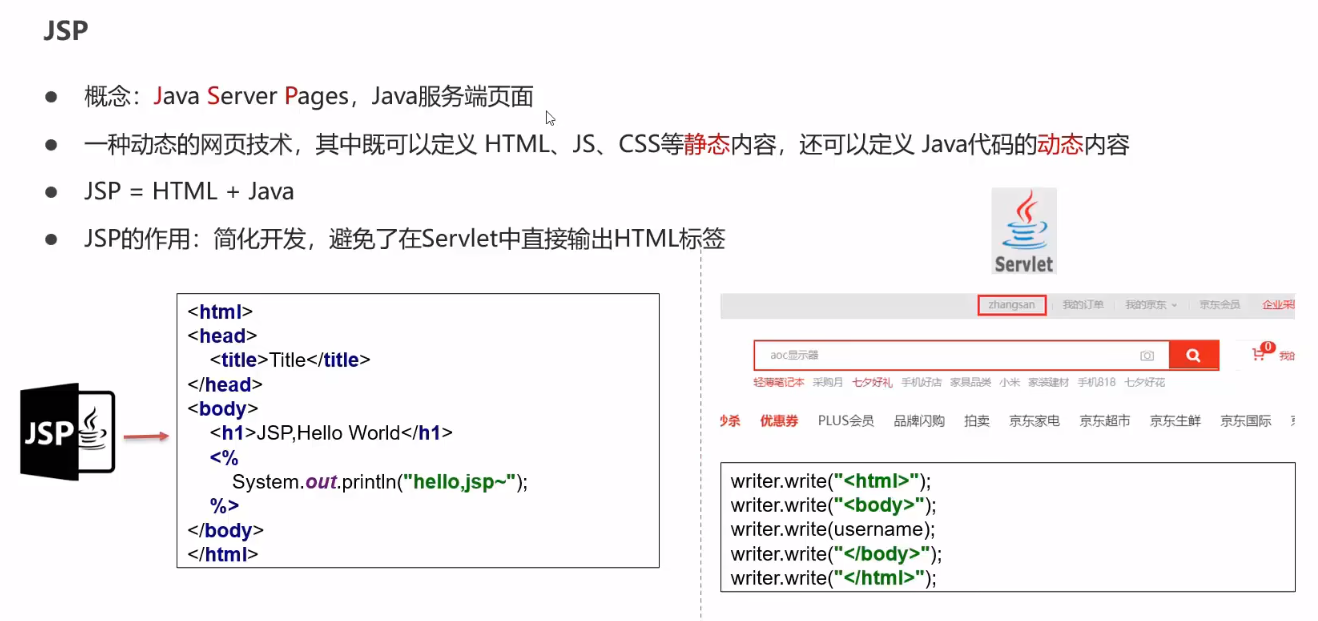 JSP
● 概念：Java Server Pages，Java服务端页面
● 一种动态的网页技术，其中既可以定义 HTML、JS、CSS等静态内容，还可以定义 Java代码的动态内容
● JSP = HTML + Java
● JSP的作用：简化开发，避免了在Servlet中直接输出HTML标签
JSP
<html>
<head>
<title>Title</title>
</head>
<body>
<h1>JSP,Hello World</h1>
<%
System.out.println("hello,jsp~");
%>
</body>
</html>
Servlet
zhangsan 我的订单 我的京东 京东会员 企业采
aoc显示器
0 我的
轻薄笔记本 采购月 七夕好礼 手机好店 家具品类 小米 家装建材 手机818 七夕好花
秒杀 优惠券 PLUS会员 品牌闪购 拍卖 京东家电 京东超市 京东生鲜 京东国际
writer.write("<html>");
writer.write("<body>");
writer.write(username);
writer.write("</body>");
writer.write("</html>");